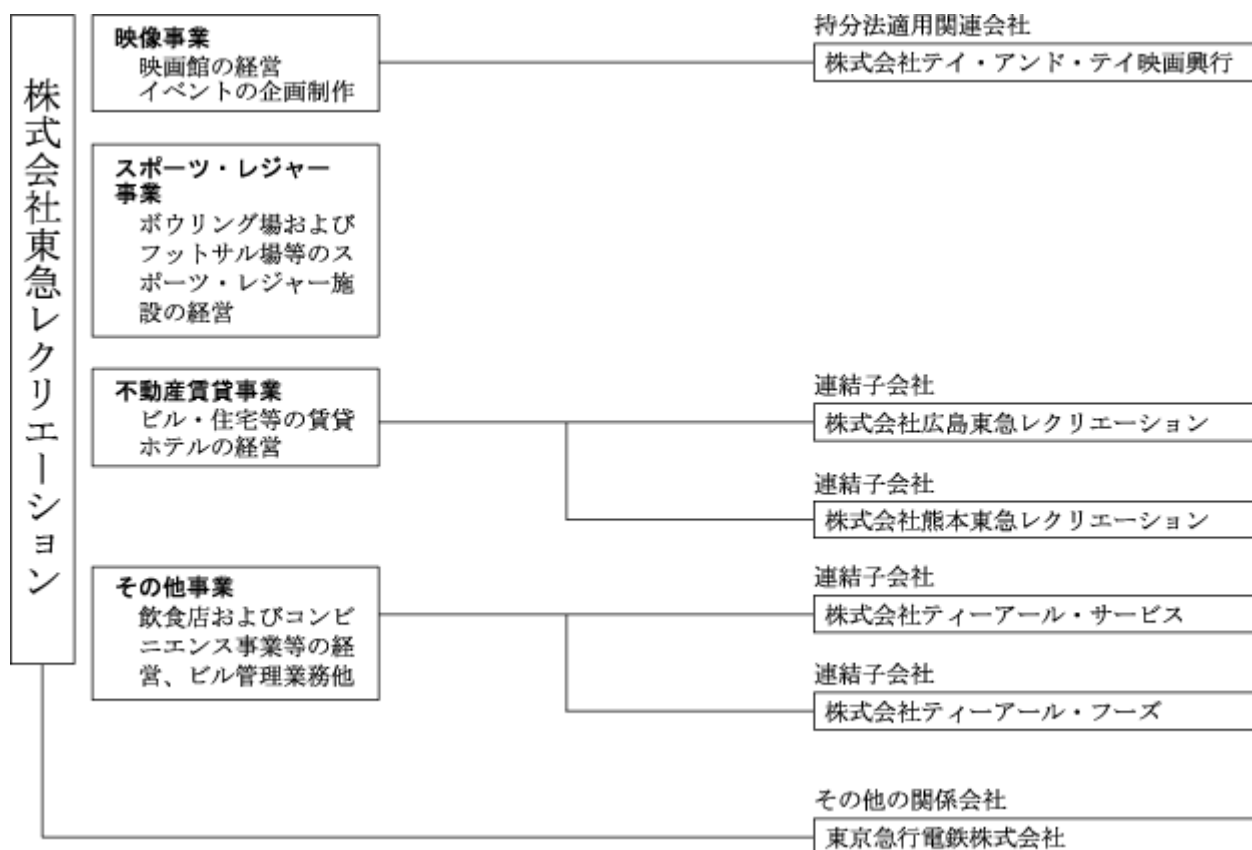 株式会社東急レクリエーション
映像事業
映画館の経営
イベントの企画制作
持分法適用関連会社
株式会社テイ・アンド・テイ映画興行
スポーツ・レジャー
事業
ボウリング場および
フットサル場等のス
ポーツ・レジャー施
設の経営
不動産賃貸事業
ビル・住宅等の賃貸
ホテルの経営
連結子会社
株式会社広島東急レクリエーション
連結子会社
株式会社熊本東急レクリエーション
その他事業
飲食店およびコンビ
ニエンス事業等の経
営、ビル管理業務他
連結子会社
株式会社ティーアール・サービス
連結子会社
株式会社ティーアール・フーズ
その他の関係会社
東京急行電鉄株式会社